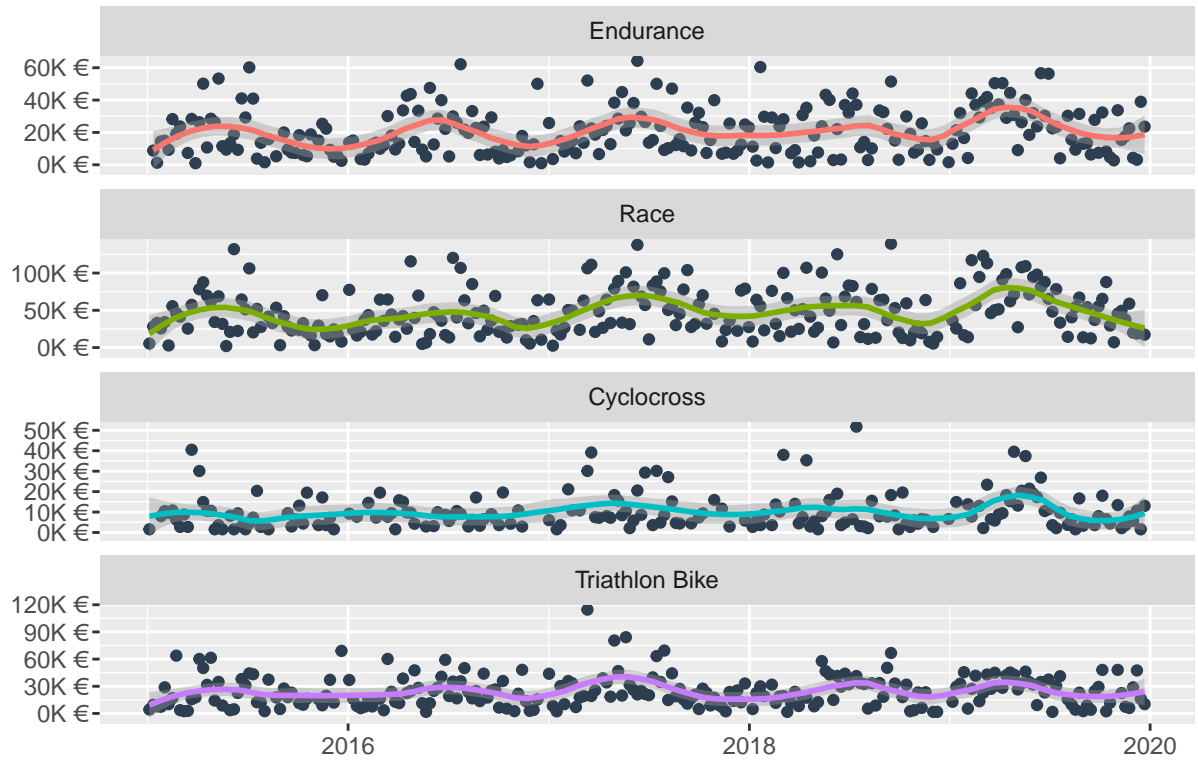 Endurance
60K €
40K €
20K €
0K €
Race
100K €
50K €
0K €
Cyclocross
50K €
40K €
30K €
20K €
10K €
0K €
Triathlon Bike
120K €
90K €
60K €
30K €
0K €
2016 2018 2020